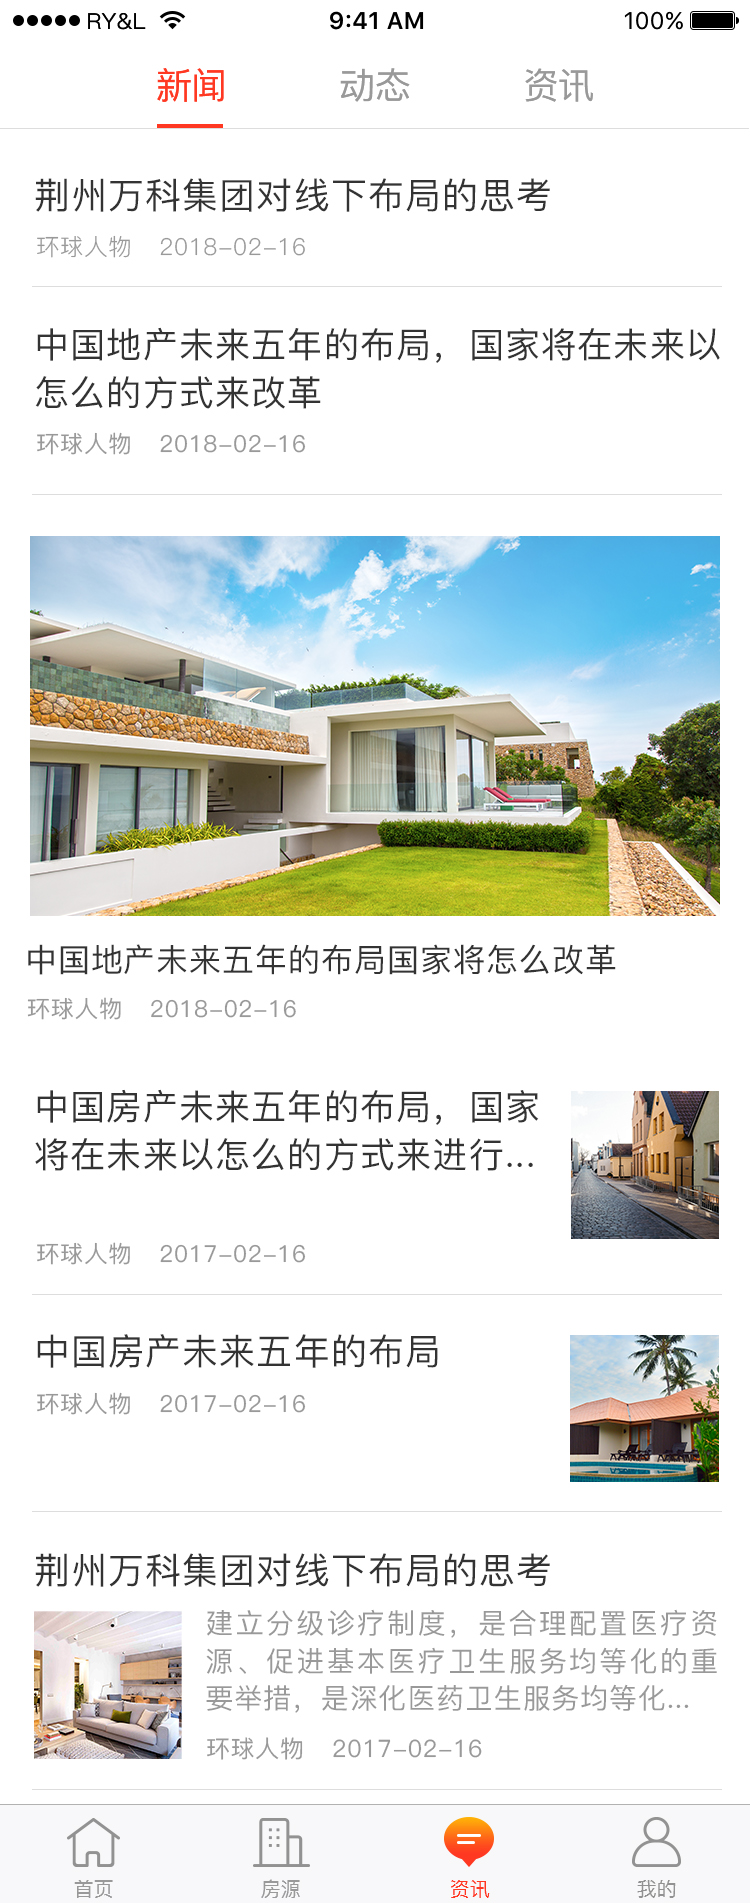 RY&L 9:41 AM 100%
新闻 动态 资讯
荆州万科集团对线下布局的思考
环球人物 2018-02-16
中国地产未来五年的布局，国家将在未来以
怎么的方式来改革
环球人物 2018-02-16
中国地产未来五年的布局国家将怎么改革
环球人物 2018-02-16
中国房产未来五年的布局，国家
将在未来以怎么的方式来进行...
环球人物 2017-02-16
中国房产未来五年的布局
环球人物 2017-02-16
荆州万科集团对线下布局的思考
建立分级诊疗制度，是合理配置医疗资
源、促进基本医疗卫生服务均等化的重
要举措，是深化医药卫生服务均等化...
环球人物 2017-02-16
首页 房源 资讯 我的